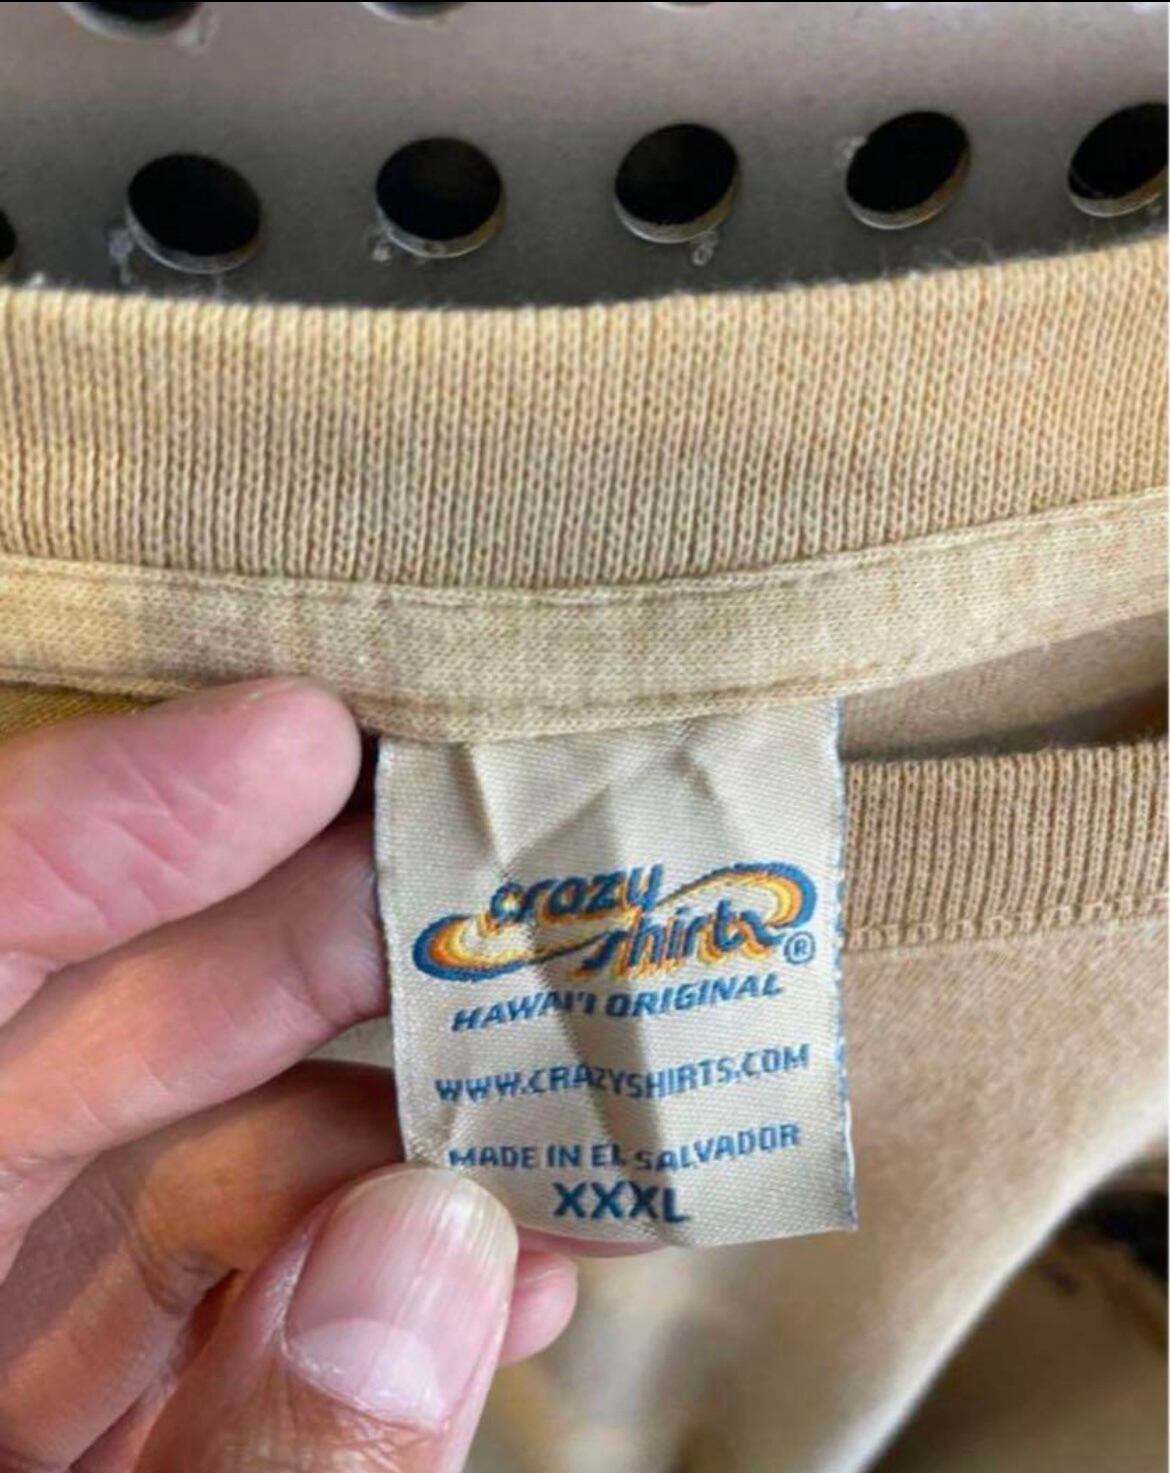 crazy
shirts®
HAWAI'I ORIGINAL
WWW.CRAZYSHIRTS.COM
MADE IN EL SALVADOR
XXXL